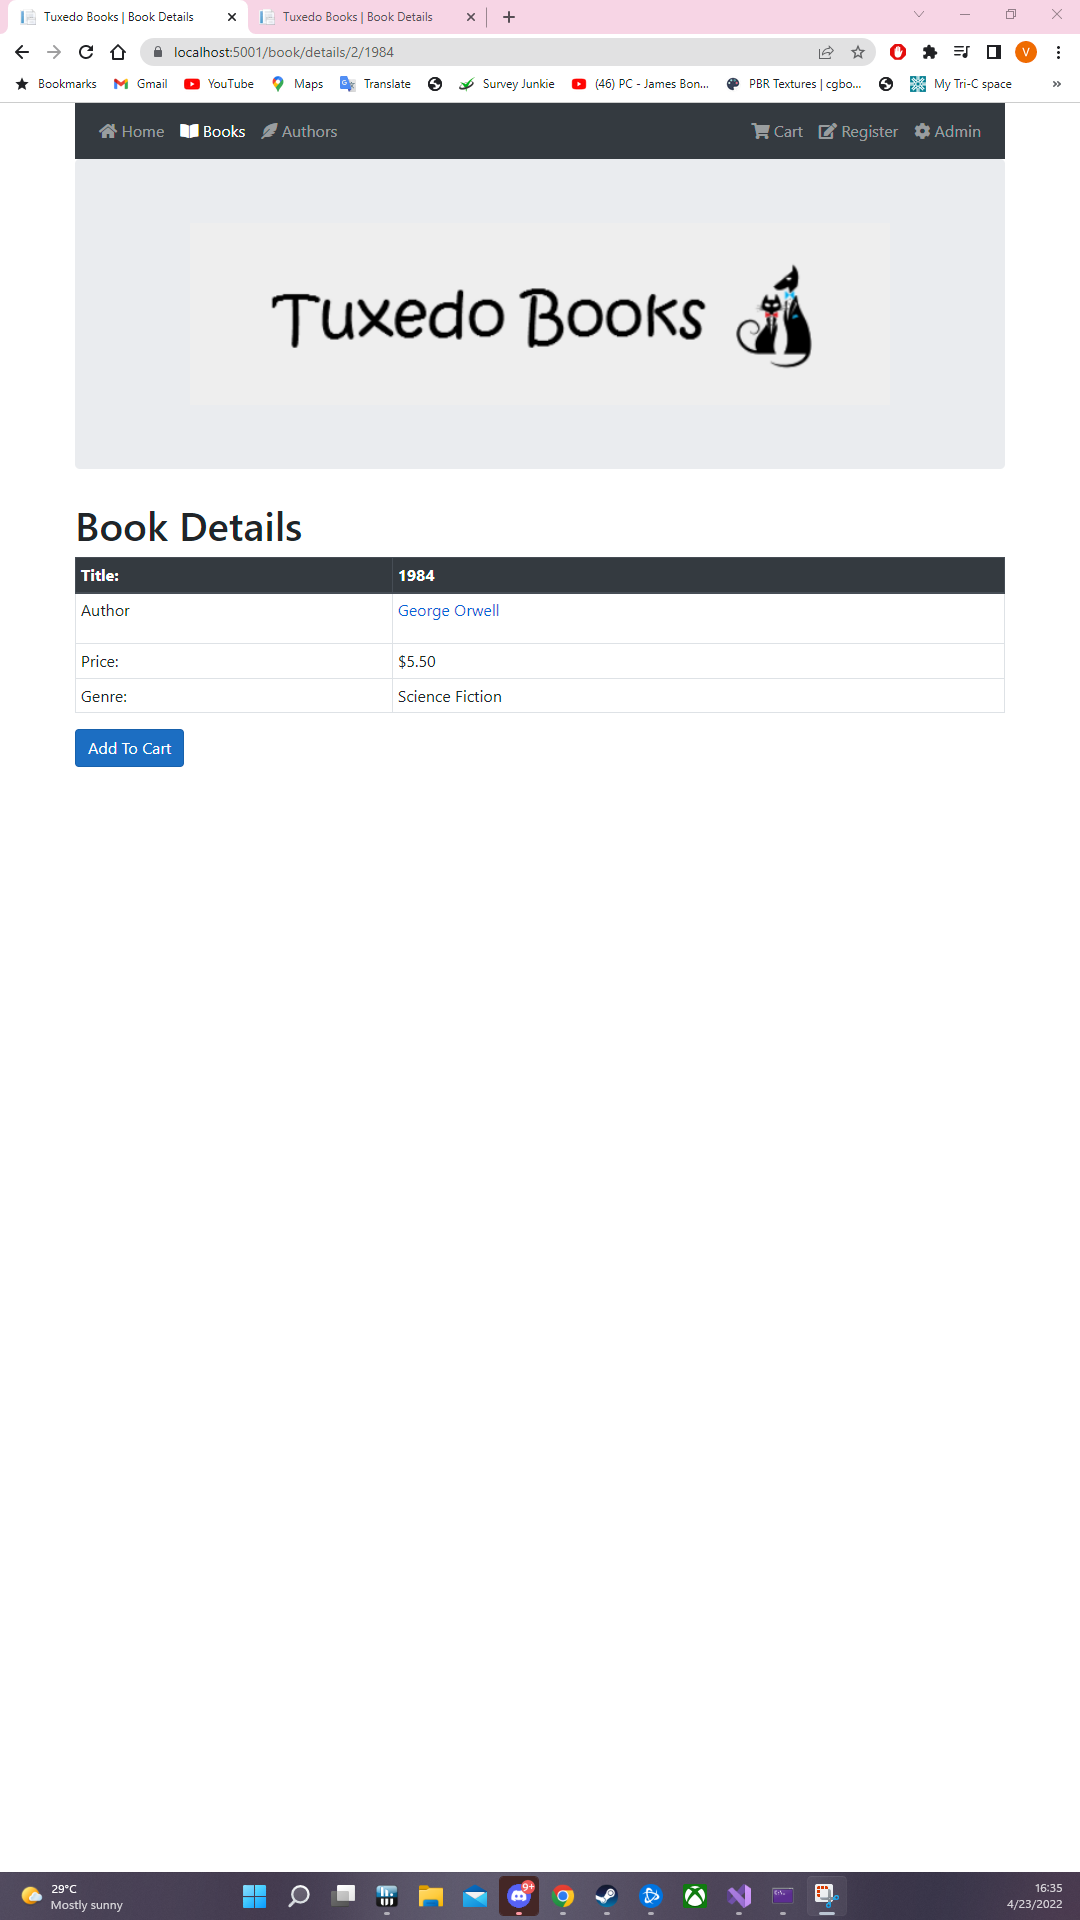 Tuxedo Books | Book Details
Tuxedo Books | Book Details
localhost:5001/book/details/2/1984
V
Bookmarks
Gmail
YouTube
Maps
Translate
Survey Junkie
(46) PC - James Bon...
PBR Textures | cgbo...
My Tri-C space
»
Home
Books
Authors
Cart
Register
Admin
Tuxedo Books
Book Details
Title: 1984
Author George Orwell
Price: $5.50
Genre: Science Fiction
Add To Cart
29°C
Mostly sunny
9+
16:35
4/23/2022